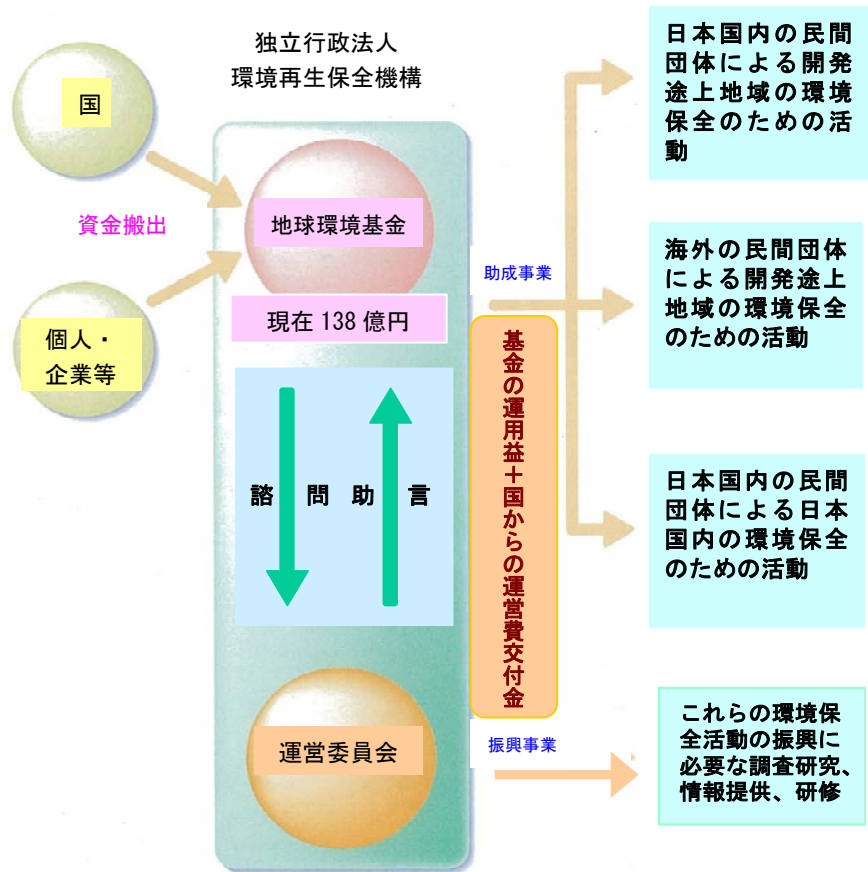 独立行政法人
環境再生保全機構
国
資金搬出
個人・
企業等
地球環境基金
現在 138 億円
諮問 助言
運営委員会
助成事業
基金の運用益＋国からの運営費交付金
振興事業
日本国内の民間
団体による開発
途上地域の環境
保全のための活
動
海外の民間団体
による開発途上
地域の環境保全
のための活動
日本国内の民間
団体による日本
国内の環境保全
のための活動
これらの環境保
全活動の振興に
必要な調査研究、
情報提供、研修